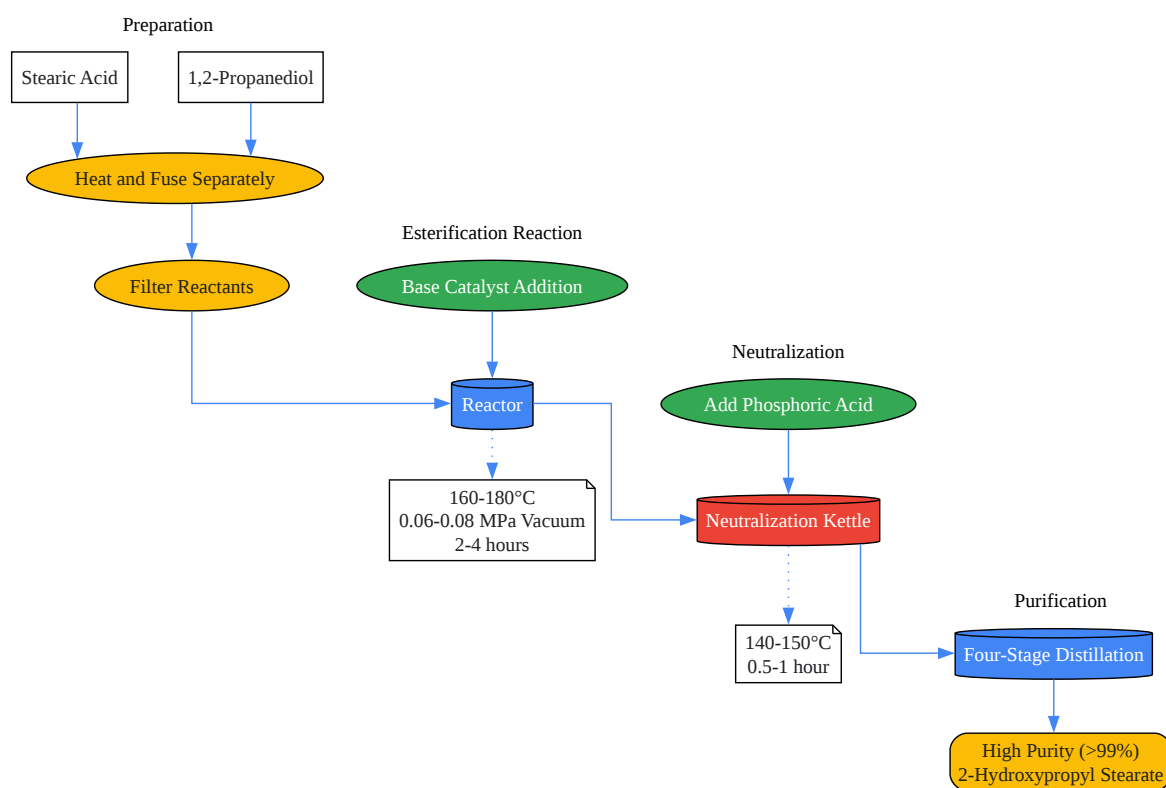 Preparation
Stearic Acid
1,2-Propanediol
Heat and Fuse Separately
Filter Reactants
Esterification Reaction
Base Catalyst Addition
Reactor
160-180°C
0.06-0.08 MPa Vacuum
2-4 hours
Neutralization
Add Phosphoric Acid
Neutralization Kettle
140-150°C
0.5-1 hour
Purification
Four-Stage Distillation
High Purity (>99%)
2-Hydroxypropyl Stearate